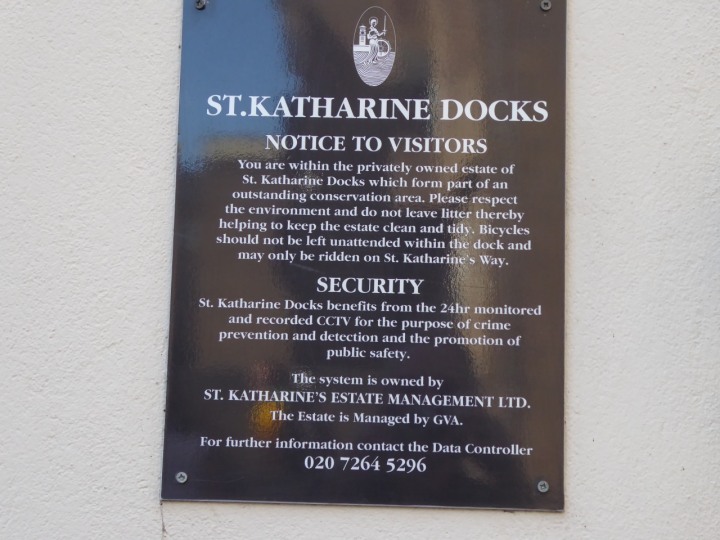 ST.KATHARINE DOCKS
NOTICE TO VISITORS
You are within the privately owned estate of
St. Katharine Docks which form part of an
outstanding conservation area. Please respect
the environment and do not leave litter thereby
helping to keep the estate clean and tidy. Bicycles
should not be left unattended within the dock and
may only be ridden on St. Katharine's Way.
SECURITY
St. Katharine Docks benefits from the 24hr monitored
and recorded CCTV for the purpose of crime
prevention and detection and the promotion of
public safety.
The system is owned by
ST. KATHARINE'S ESTATE MANAGEMENT LTD.
The Estate is Managed by GVA.
For further information contact the Data Controller
020 7264 5296